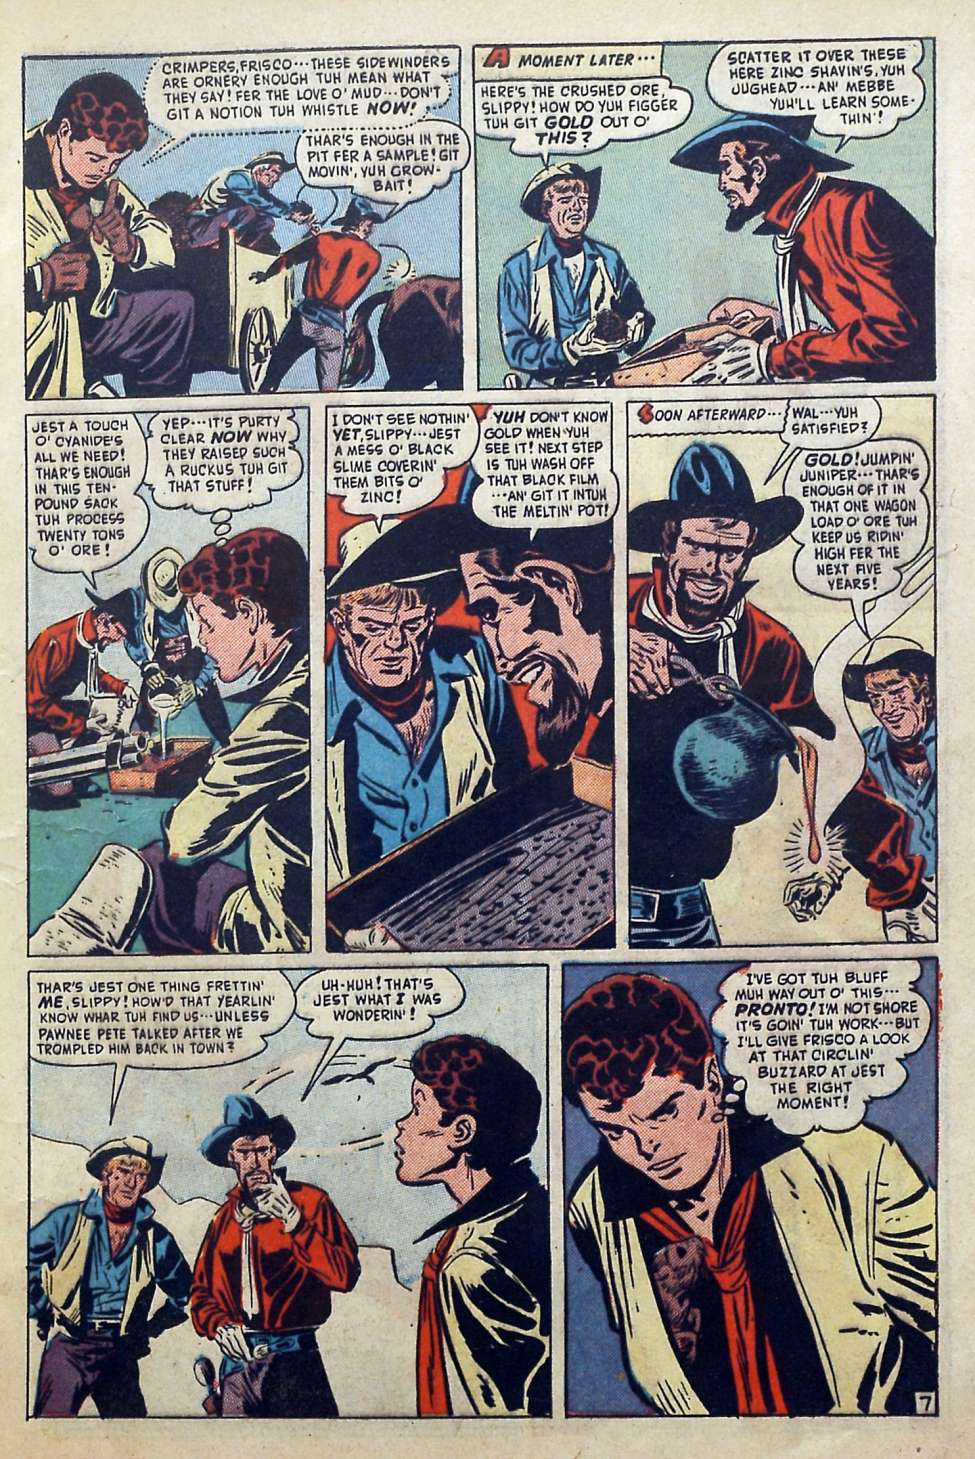 CRIMPERS, FRISCO---THESE SIDEWINDERS
ARE ORNERY ENOUGH TUH MEAN WHAT
THEY SAY! FER THE LOVE O' MUD---DON'T
GIT A NOTION TUH WHISTLE NOW!
THAR'S ENOUGH IN THE
PIT FER A SAMPLE! GIT
MOVIN', YUH CROW-
BAIT!
A MOMENT LATER---
HERE'S THE CRUSHED ORE,
SLIPPY! HOW DO YUH FIGGER
TUH GIT GOLD OUT O'
THIS?
SCATTER IT OVER THESE
HERE ZINC SHAVIN'S, YUH
JUGHEAD---AN' MEBBE
YUH'LL LEARN SOME-
THIN'!
JEST A TOUCH
O' CYANIDE'S
ALL WE NEED!
THAR'S ENOUGH
IN THIS TEN-
POUND SACK
TUH PROCESS
TWENTY TONS
O' ORE!
YEP---IT'S PURTY
CLEAR NOW WHY
THEY RAISED SUCH
A RUCKUS TUH GIT
THAT STUFF!
I DON'T SEE NOTHIN'
YET, SLIPPY---JEST
A MESS O' BLACK
SLIME COVERIN'
THEM BITS O'
ZINC!
YUH DON'T KNOW
GOLD WHEN YUH
SEE IT! NEXT STEP
IS TUH WASH OFF
THAT BLACK FILM
---AN' GIT IT INTUH
THE MELTIN' POT!
SOON AFTERWARD---
WAL---YUH
SATISFIED?
GOLD! JUMPIN'
JUNIPER---THAR'S
ENOUGH OF IT IN
THAT ONE WAGON
LOAD O' ORE TUH
KEEP US RIDIN'
HIGH FER THE
NEXT FIVE
YEARS!
THAR'S JEST ONE THING FRETTIN'
ME, SLIPPY! HOW'D THAT YEARLIN'
KNOW WHAR TUH FIND US---UNLESS
PAWNEE PETE TALKED AFTER WE
TROMPLED HIM BACK IN TOWN?
UH-HUH! THAT'S
JEST WHAT I WAS
WONDERIN'!
I'VE GOT TUH BLUFF
MUH WAY OUT O' THIS---
PRONTO! I'M NOT SHORE
IT'S GOIN' TUH WORK---BUT
I'LL GIVE FRISCO A LOOK
AT THAT CIRCLIN'
BUZZARD AT JEST
THE RIGHT
MOMENT!
7